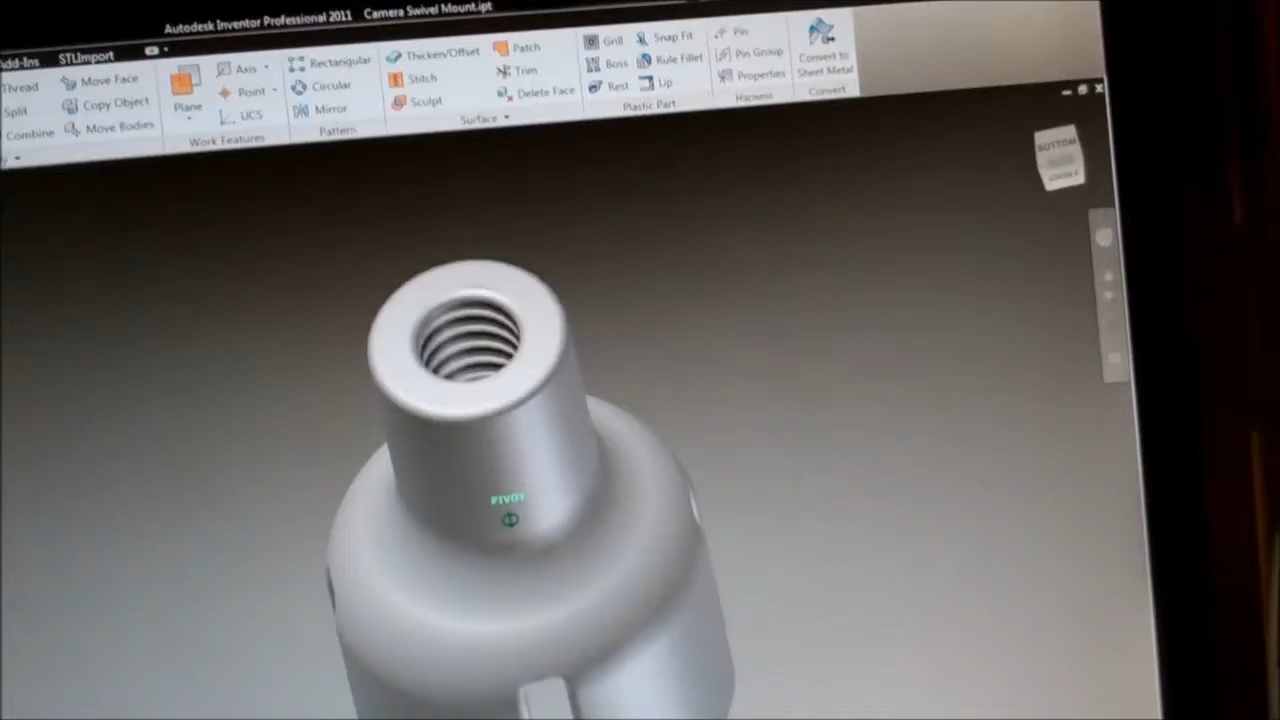 Autodesk Inventor Professional 2011 Camera Swivel Mount.ipt
Add-Ins STLImport
Thread Move Face Axis Rectangular Thicken/Offset Patch Grill Snap Fit Pin Convert to Sheet Metal
Split Copy Object Plane Point Circular Stitch Trim Boss Rule Fillet Pin Group
Combine Move Bodies UCS Mirror Sculpt Delete Face Rest Lip Properties
Work Features Pattern Surface Plastic Part Harness Convert
BOTTOM
PIVOT